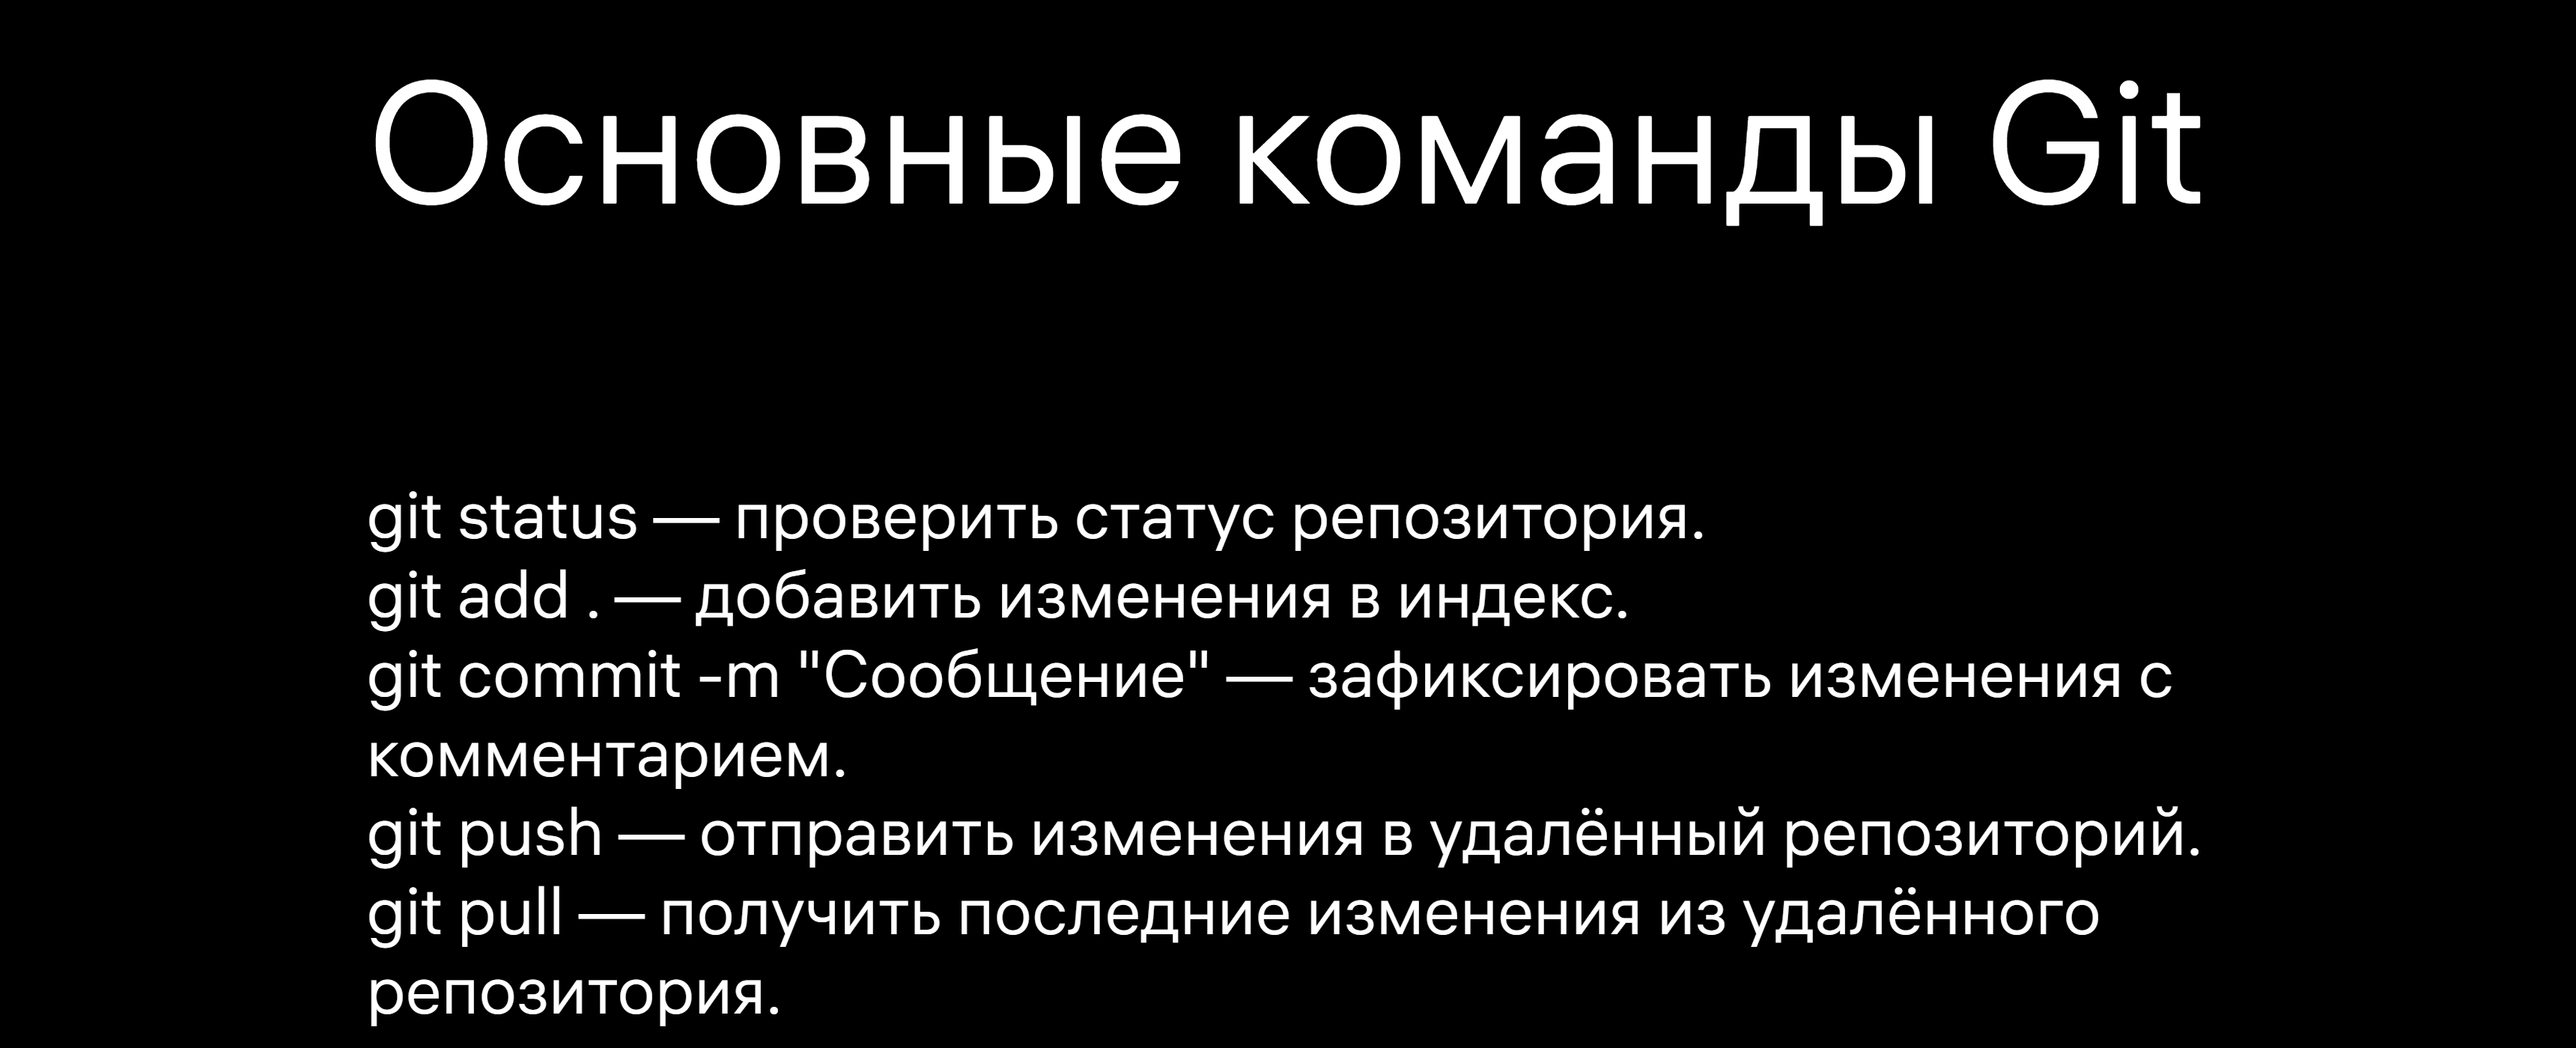 Основные команды Git
git status — проверить статус репозитория.
git add . — добавить изменения в индекс.
git commit -m "Сообщение" — зафиксировать изменения с
комментарием.
git push — отправить изменения в удалённый репозиторий.
git pull — получить последние изменения из удалённого
репозитория.